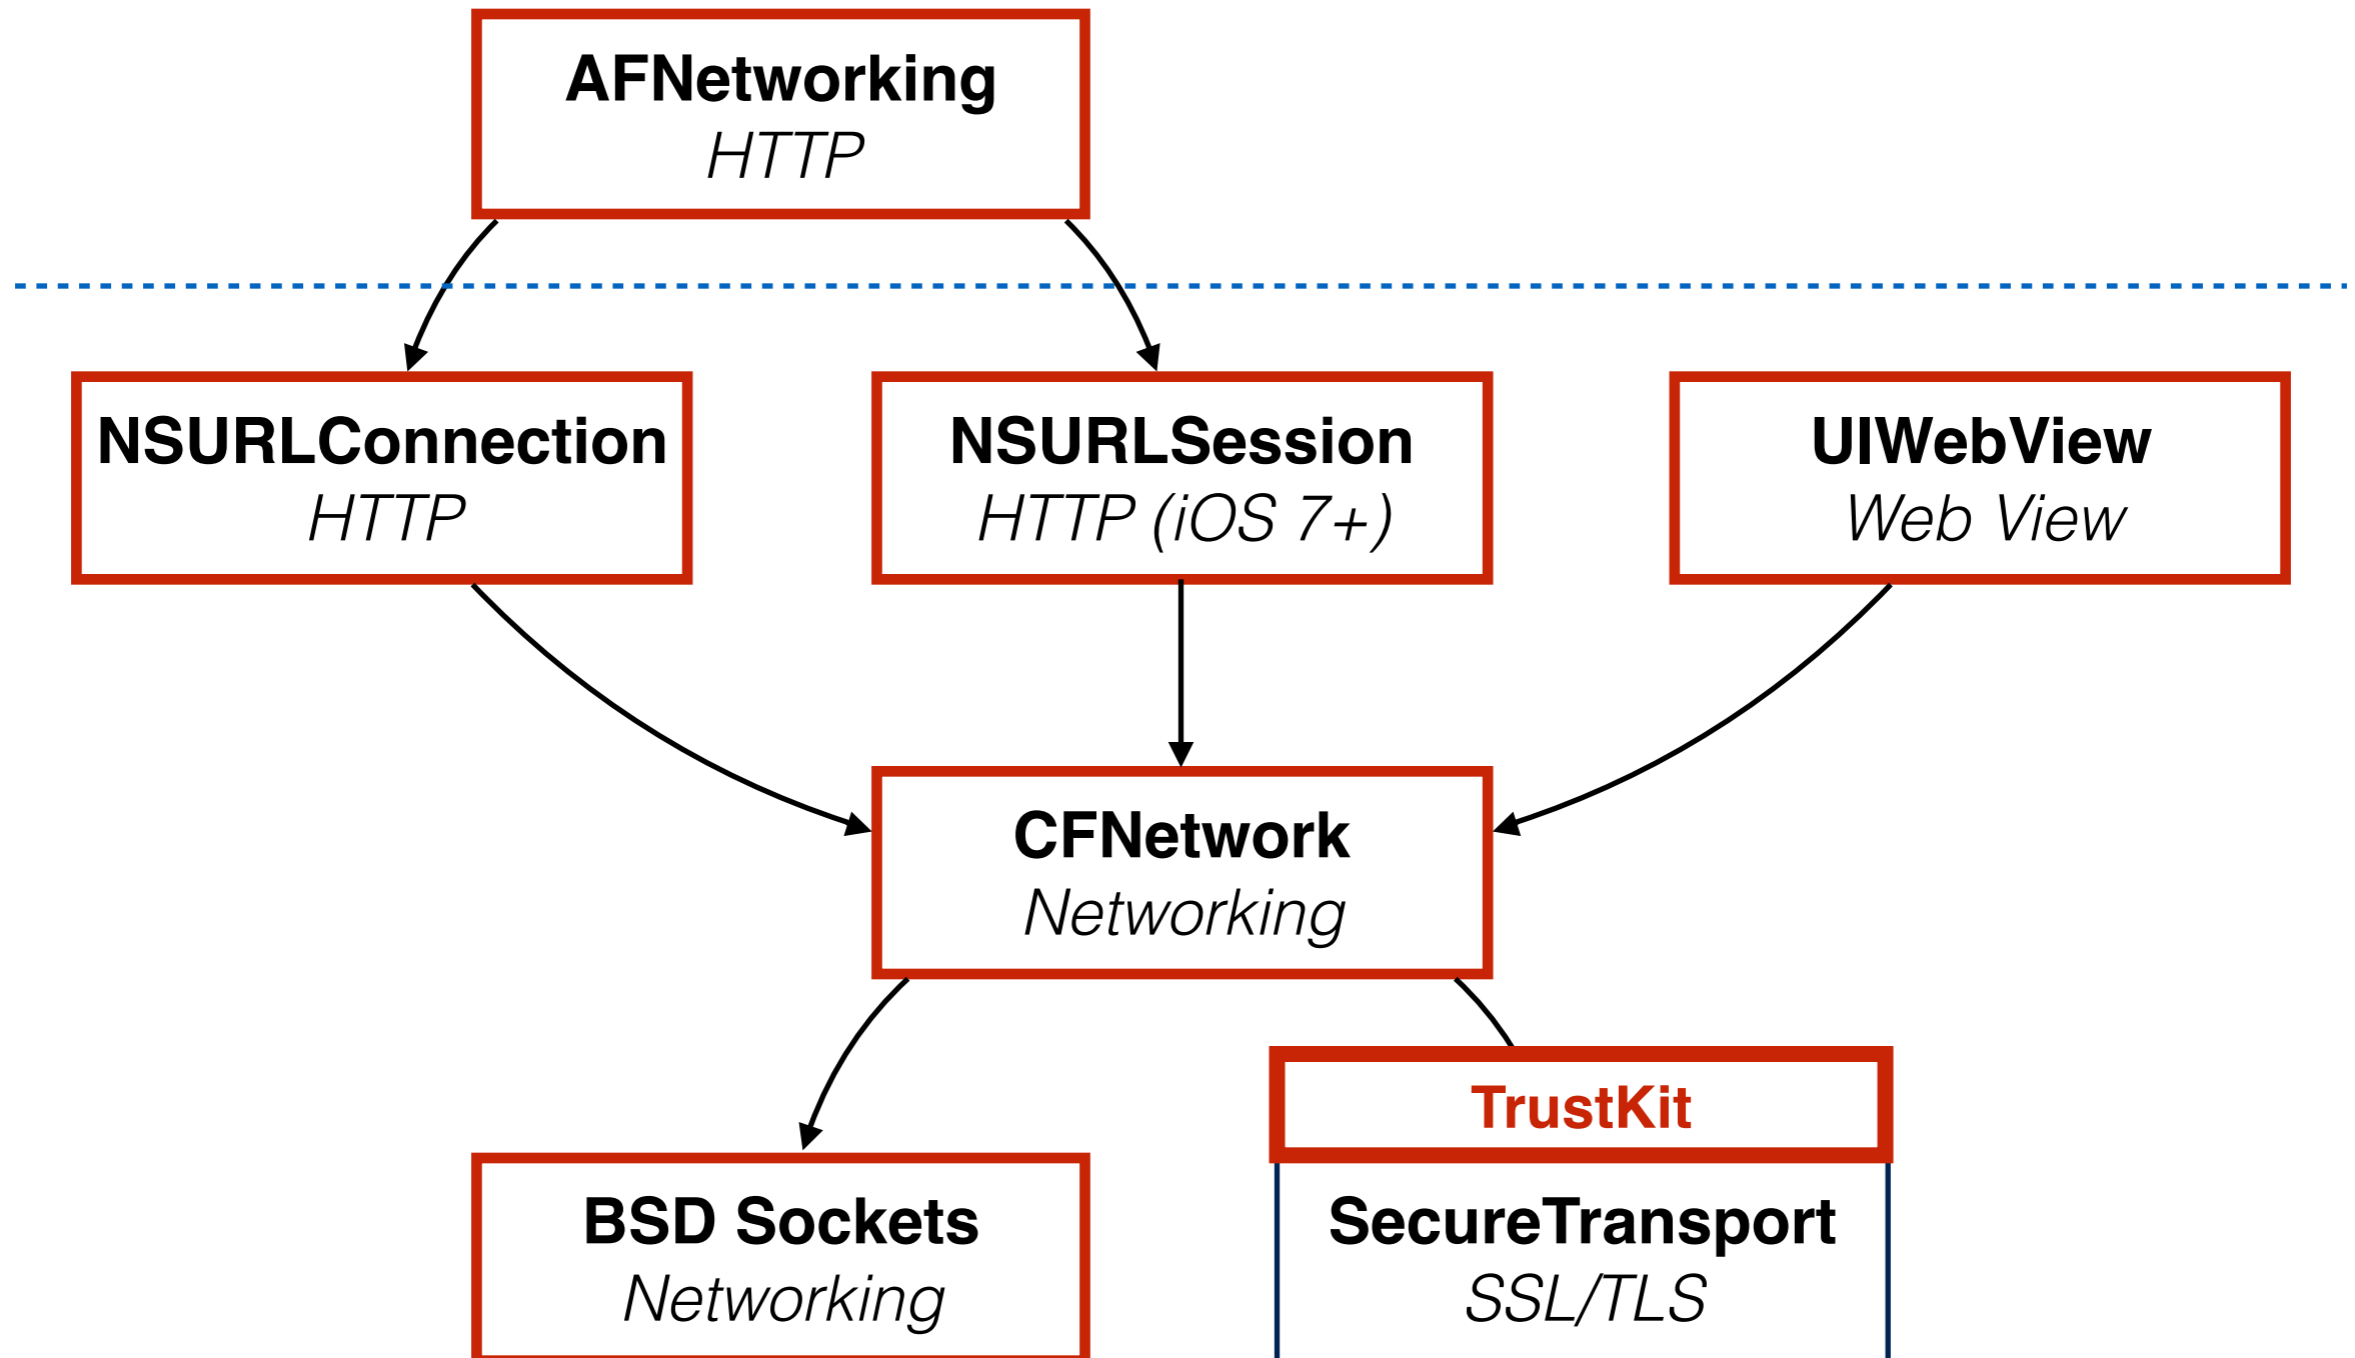 AFNetworking
HTTP
NSURLConnection
HTTP
NSURLSession
HTTP (iOS 7+)
UIWebView
Web View
CFNetwork
Networking
TrustKit
BSD Sockets
Networking
SecureTransport
SSL/TLS